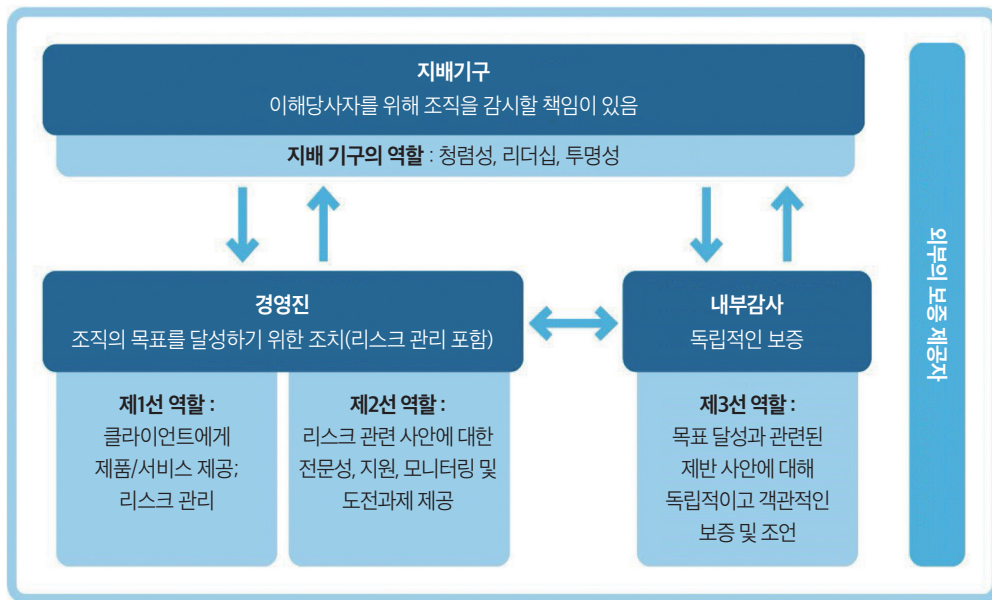 지배기구
이해당사자를 위해 조직을 감시할 책임이 있음
지배 기구의 역할 : 청렴성, 리더십, 투명성
경영진
조직의 목표를 달성하기 위한 조치(리스크 관리 포함)
제1선 역할 :
클라이언트에게
제품/서비스 제공;
리스크 관리
제2선 역할 :
리스크 관련 사안에 대한
전문성, 지원, 모니터링 및
도전과제 제공
내부감사
독립적인 보증
제3선 역할 :
목표 달성과 관련된
제반 사안에 대해
독립적이고 객관적인
보증 및 조언
외부의 보증 제공자